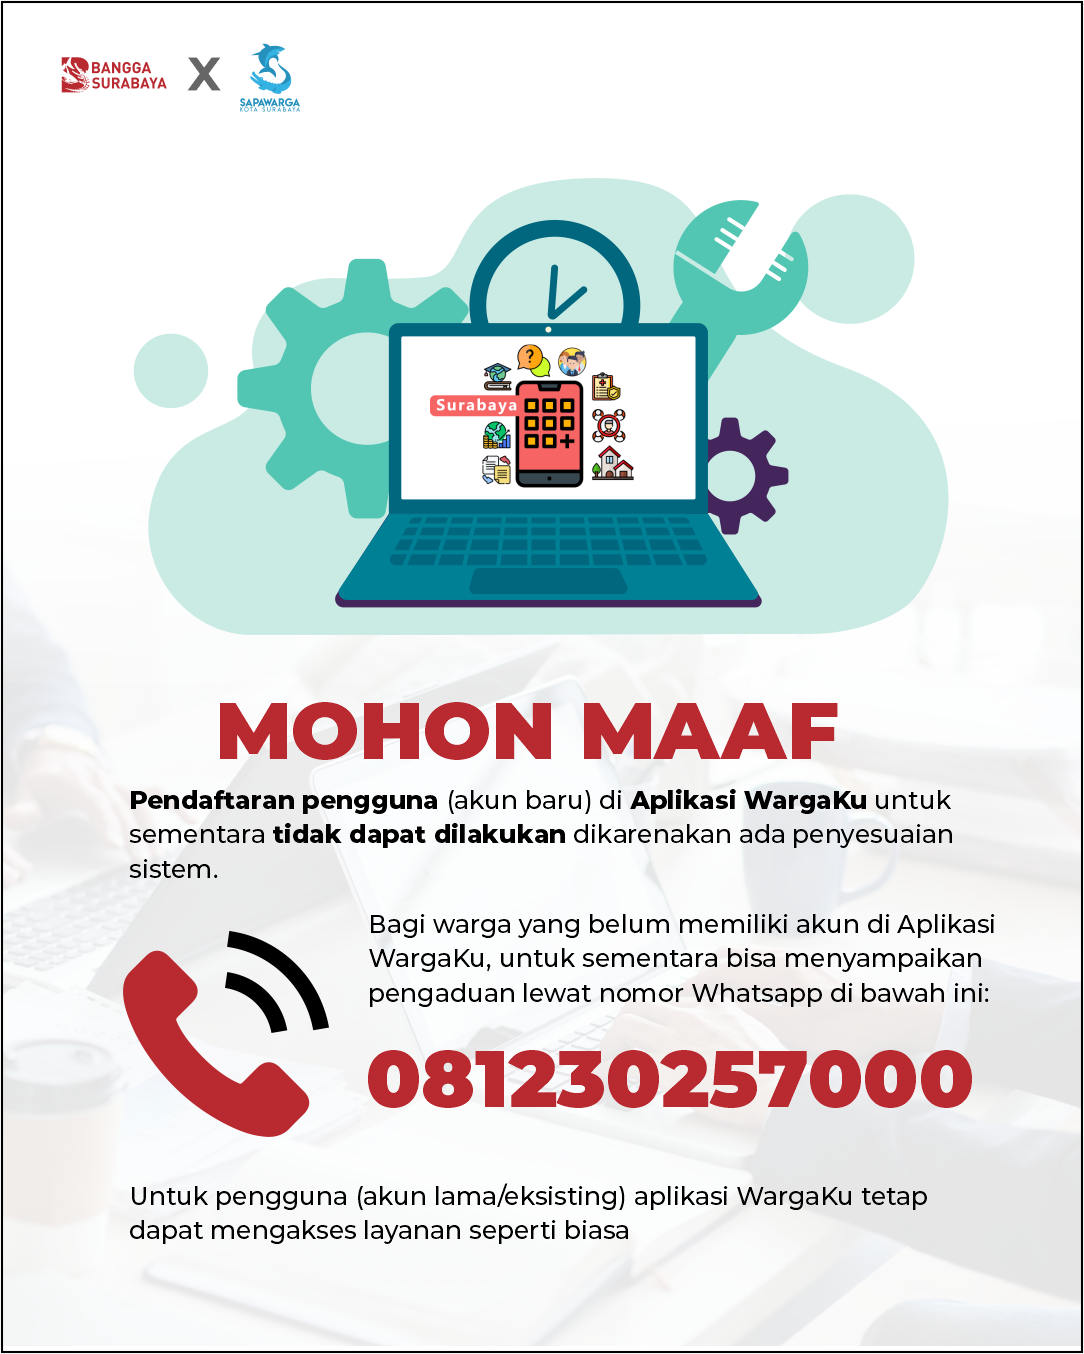 BANGGA
SURABAYA
X
SAPAWARGA
KOTA SURABAYA
?
Surabaya
MOHON MAAF
Pendaftaran pengguna (akun baru) di Aplikasi WargaKu untuk
sementara tidak dapat dilakukan dikarenakan ada penyesuaian
sistem.
Bagi warga yang belum memiliki akun di Aplikasi
WargaKu, untuk sementara bisa menyampaikan
pengaduan lewat nomor Whatsapp di bawah ini:
081230257000
Untuk pengguna (akun lama/eksisting) aplikasi WargaKu tetap
dapat mengakses layanan seperti biasa